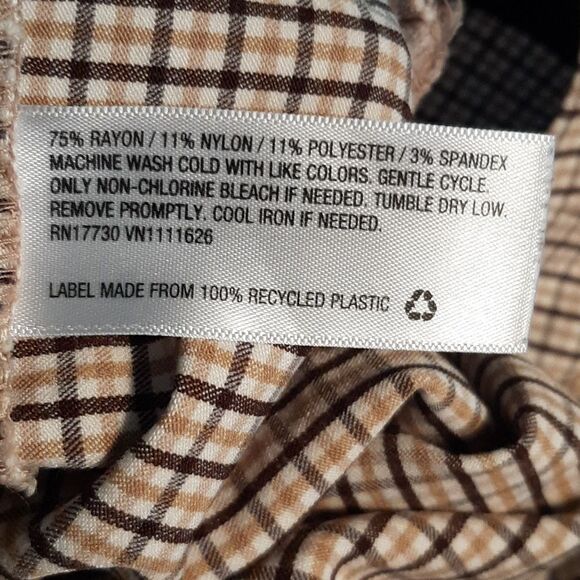 75% RAYON / 11% NYLON / 11% POLYESTER / 3% SPANDEX
MACHINE WASH COLD WITH LIKE COLORS. GENTLE CYCLE.
ONLY NON-CHLORINE BLEACH IF NEEDED. TUMBLE DRY LOW.
REMOVE PROMPTLY. COOL IRON IF NEEDED.
RN17730 VN1111626
LABEL MADE FROM 100% RECYCLED PLASTIC